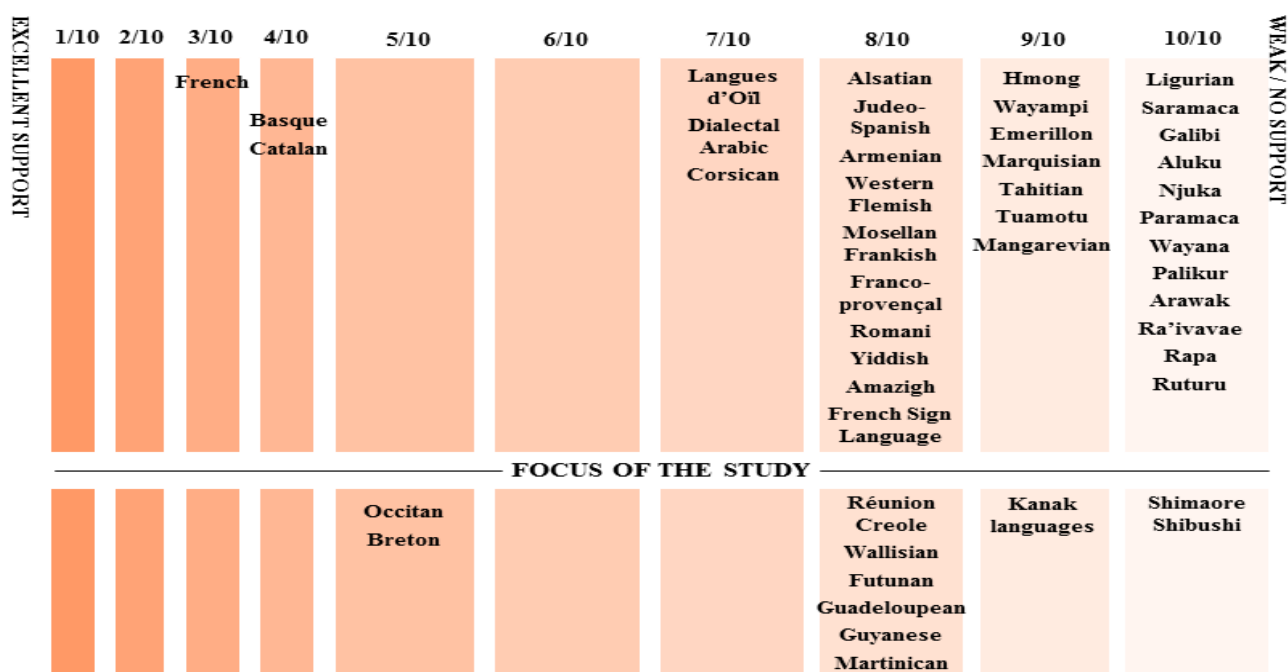 EXCELLENT SUPPORT
1/10 2/10 3/10 4/10 5/10 6/10 7/10 8/10 9/10 10/10
WEAK / NO SUPPORT
French
Basque
Catalan
Langues
d’Oïl
Dialectal
Arabic
Corsican
Alsatian
Judeo-
Spanish
Armenian
Western
Flemish
Mosellan
Frankish
Franco-
provençal
Romani
Yiddish
Amazigh
French Sign
Language
Hmong
Wayampi
Emerillon
Marquisian
Tahitian
Tuamotu
Mangarevian
Ligurian
Saramaca
Galibi
Aluku
Njuka
Paramaca
Wayana
Palikur
Arawak
Ra’ivavae
Rapa
Ruturu
FOCUS OF THE STUDY
Occitan
Breton
Réunion
Creole
Wallisian
Futunan
Guadeloupean
Guyanese
Martinican
Kanak
languages
Shimaore
Shibushi